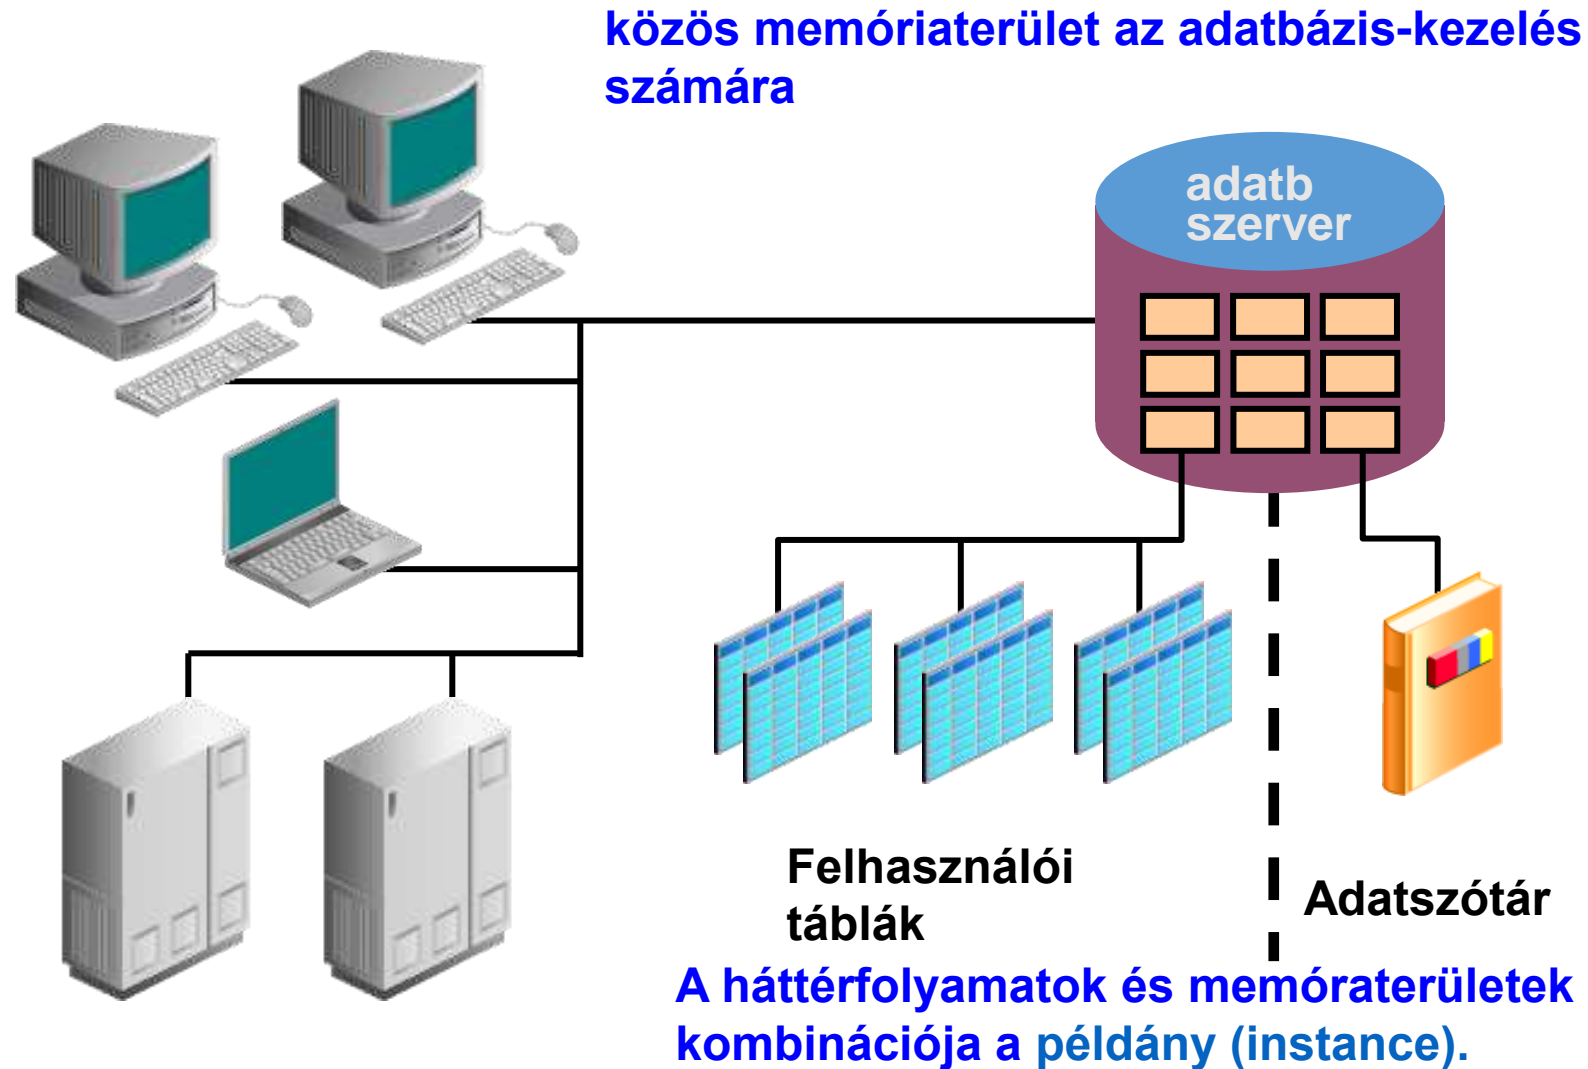 közös memóriaterület az adatbázis-kezelés
számára
adatb
szerver
Felhasználói
táblák
Adatszótár
A háttérfolyamatok és memóraterületek
kombinációja a példány (instance).